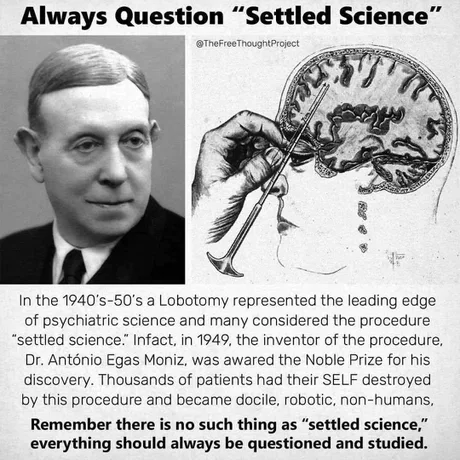 Always Question “Settled Science”
@TheFreeThoughtProject
In the 1940’s-50’s a Lobotomy represented the leading edge
of psychiatric science and many considered the procedure
“settled science.” Infact, in 1949, the inventor of the procedure,
Dr. António Egas Moniz, was awared the Noble Prize for his
discovery. Thousands of patients had their SELF destroyed
by this procedure and became docile, robotic, non-humans,
Remember there is no such thing as “settled science,”
everything should always be questioned and studied.